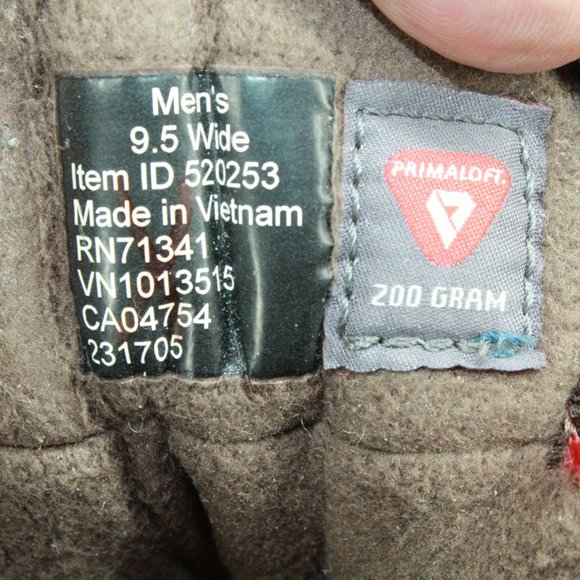 Men's
9.5 Wide
Item ID 520253
Made in Vietnam
RN71341
VN1013515
CA04754
231705
PRIMALOFT.
200 GRAM